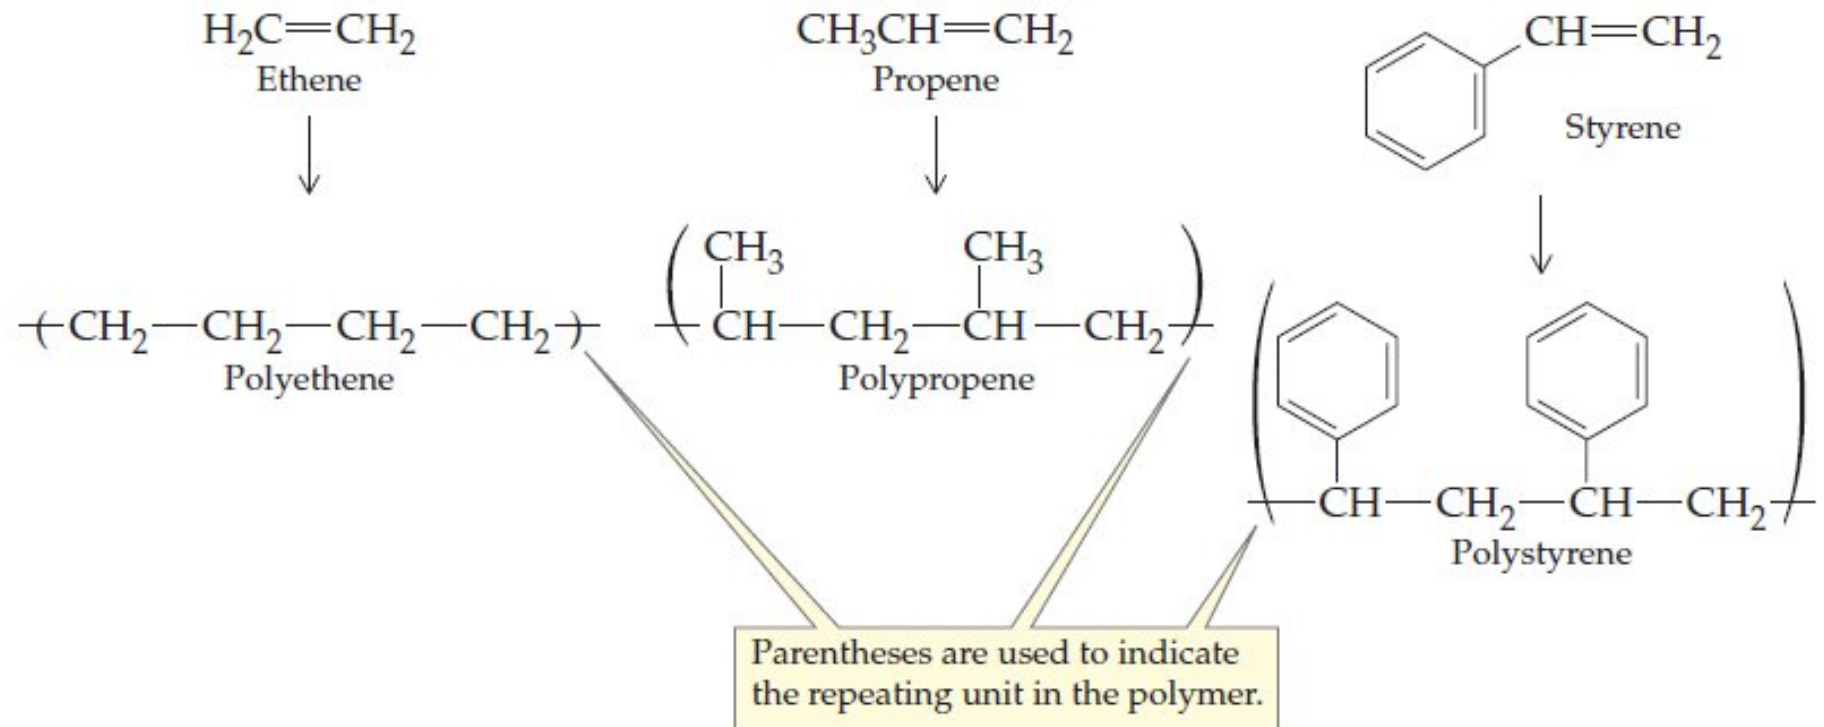 H₂C=CH₂
Ethene
CH₃CH=CH₂
Propene
CH=CH₂
Styrene
(CH₂—CH₂—CH₂—CH₂)
Polyethene
CH₃ CH₃
(CH—CH₂—CH—CH₂)
Polypropene
(CH—CH₂—CH—CH₂)
Polystyrene
Parentheses are used to indicate
the repeating unit in the polymer.